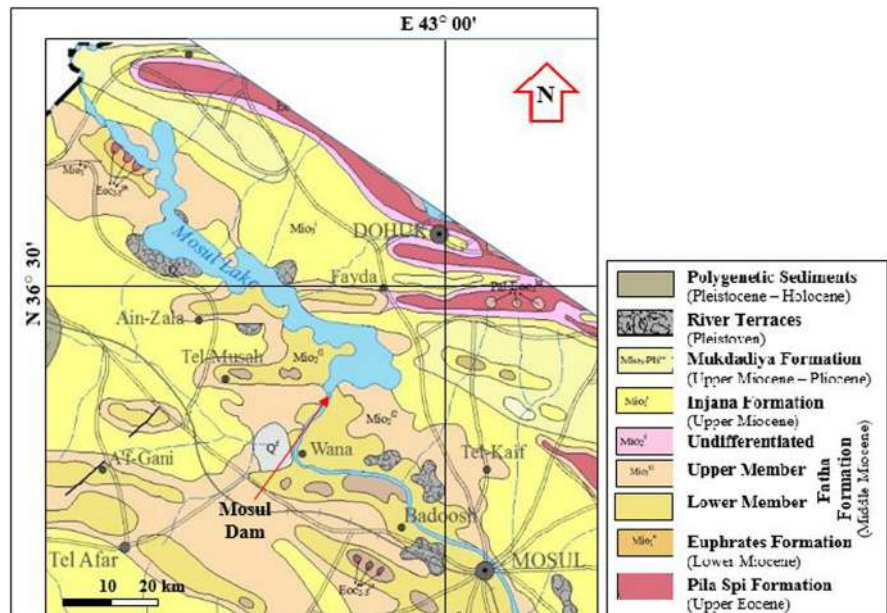 E 43° 00'
N
N 36° 30'
DOHUK
Mosul Lake
Fayda
Ain-Zala
Tel-Musah
Wana
Tel-Kaif
A'f-Gani
Mosul
Dam
Badoosh
Tel Afar
MOSUL
10 20 km
Polygenetic Sediments
(Pleistocene – Holocene)
River Terraces
(Pleistoven)
Mukdadiya Formation
(Upper Miocene – Pliocene)
Injana Formation
(Upper Miocene)
Undifferentiated
Upper Member
Lower Member
Fatha
Formation
(Middle Miocene)
Euphrates Formation
(Lower Miocene)
Pila Spi Formation
(Upper Eocene)